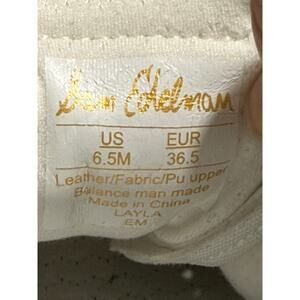 Sam Edelman
US EUR
6.5M 36.5
Leather/Fabric/Pu upper
Balance man made
Made in China
LAYLA
EM